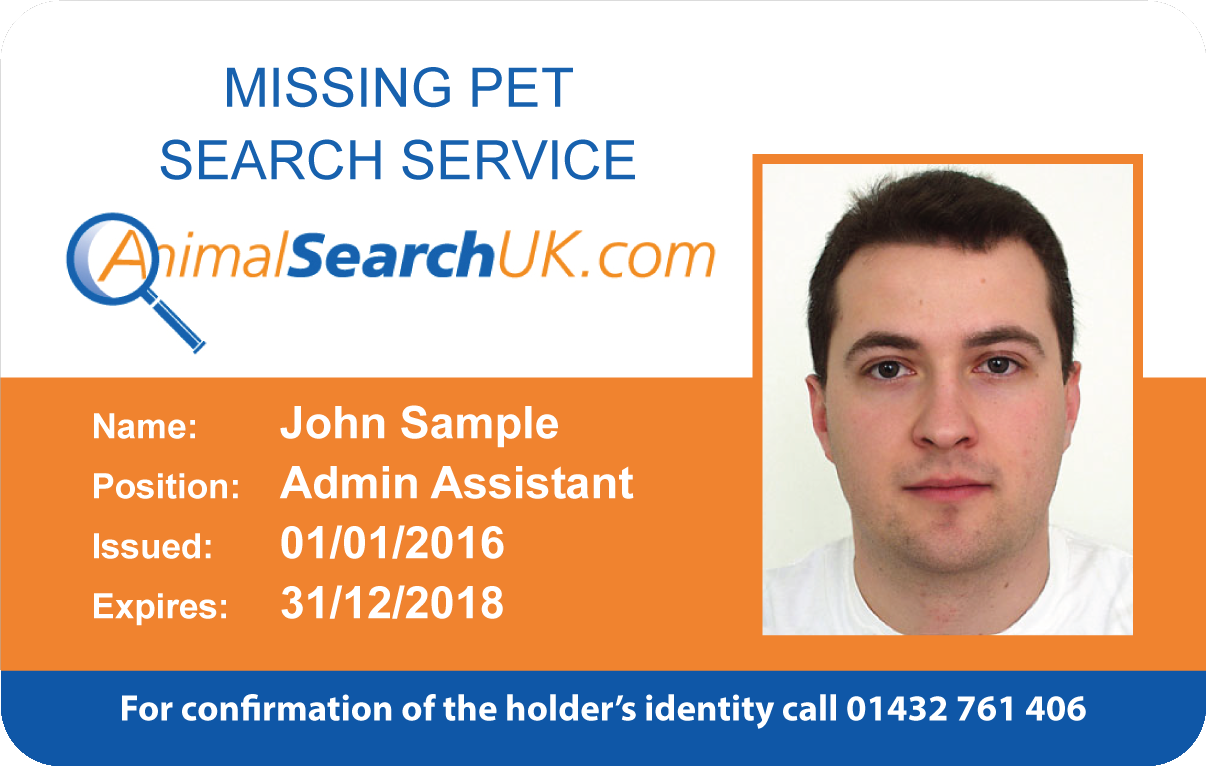 MISSING PET
SEARCH SERVICE
AnimalSearchUK.com
Name: John Sample
Position: Admin Assistant
Issued: 01/01/2016
Expires: 31/12/2018
For confirmation of the holder’s identity call 01432 761 406